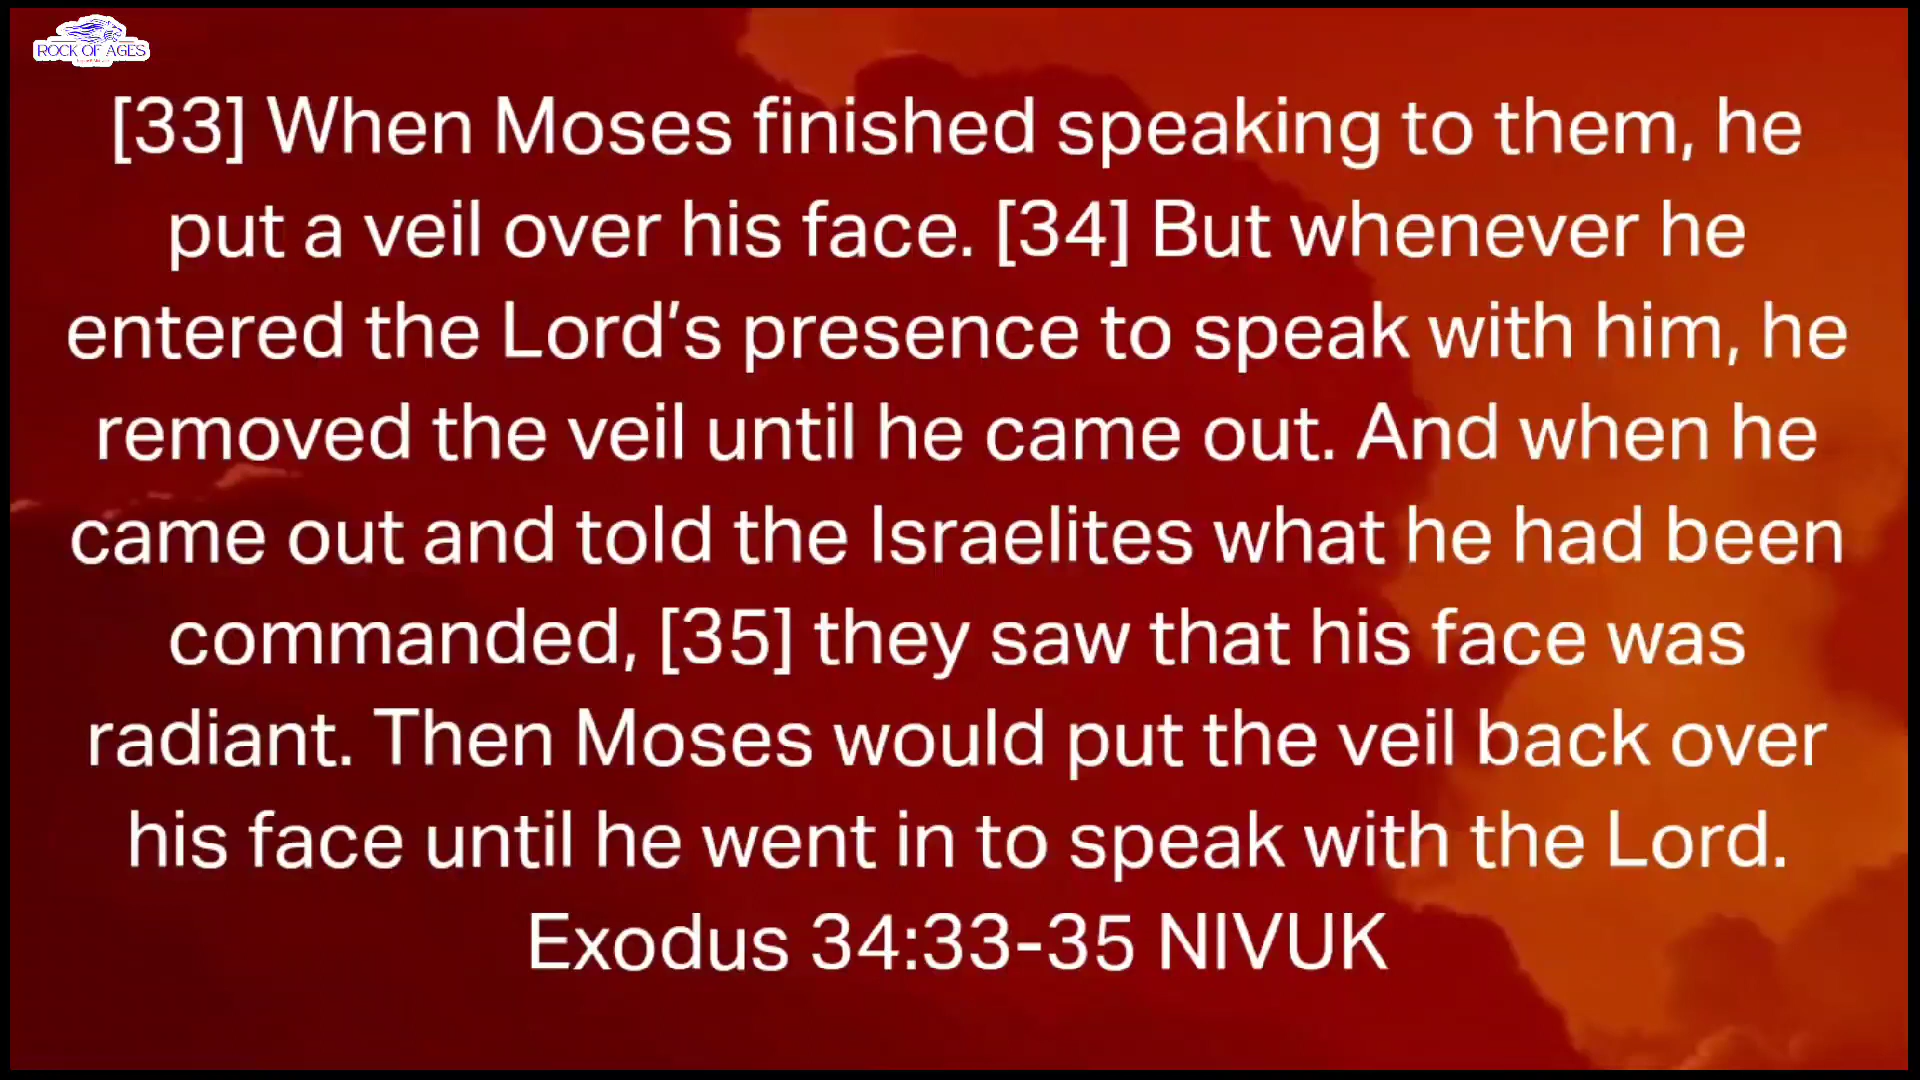 ROCK OF AGES
[33] When Moses finished speaking to them, he
put a veil over his face. [34] But whenever he
entered the Lord’s presence to speak with him, he
removed the veil until he came out. And when he
came out and told the Israelites what he had been
commanded, [35] they saw that his face was
radiant. Then Moses would put the veil back over
his face until he went in to speak with the Lord.
Exodus 34:33-35 NIVUK